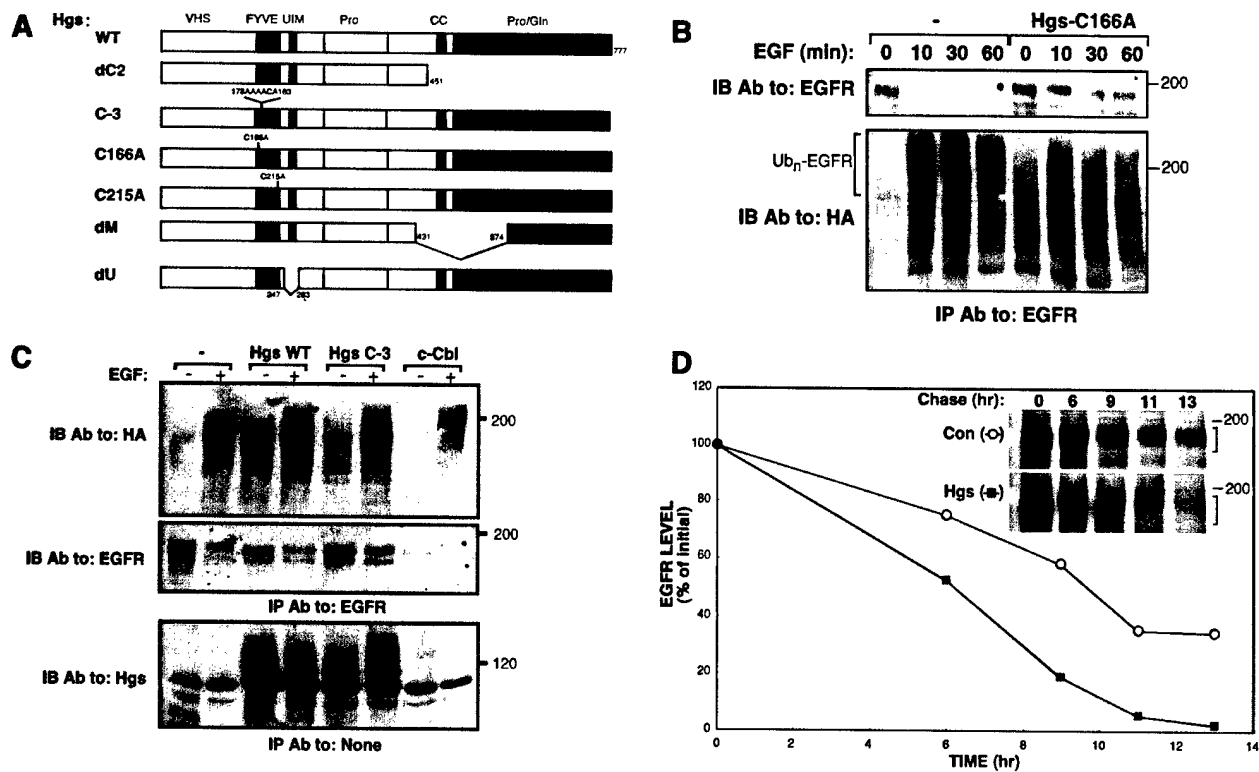 A
Hgs:
VHS FYVE UIM Pro CC Pro/Gln
WT
777
dC2
451
178AAAACA183
C-3
C166A
C166A
C215A
C215A
dM
431 574
dU
247 263
B
- Hgs-C166A
EGF (min): 0 10 30 60 0 10 30 60
IB Ab to: EGFR
200
Ubn-EGFR
200
IB Ab to: HA
IP Ab to: EGFR
C
- Hgs WT Hgs C-3 c-Cbl
EGF: - + - + - + - +
IB Ab to: HA
200
200
IB Ab to: EGFR
IP Ab to: EGFR
120
IB Ab to: Hgs
IP Ab to: None
D
120
100
80
60
40
20
0
EGFR LEVEL
(% of initial)
Chase (hr): 0 6 9 11 13
200
Con (-○-)
200
Hgs (-■-)
0 2 4 6 8 10 12 14
TIME (hr)